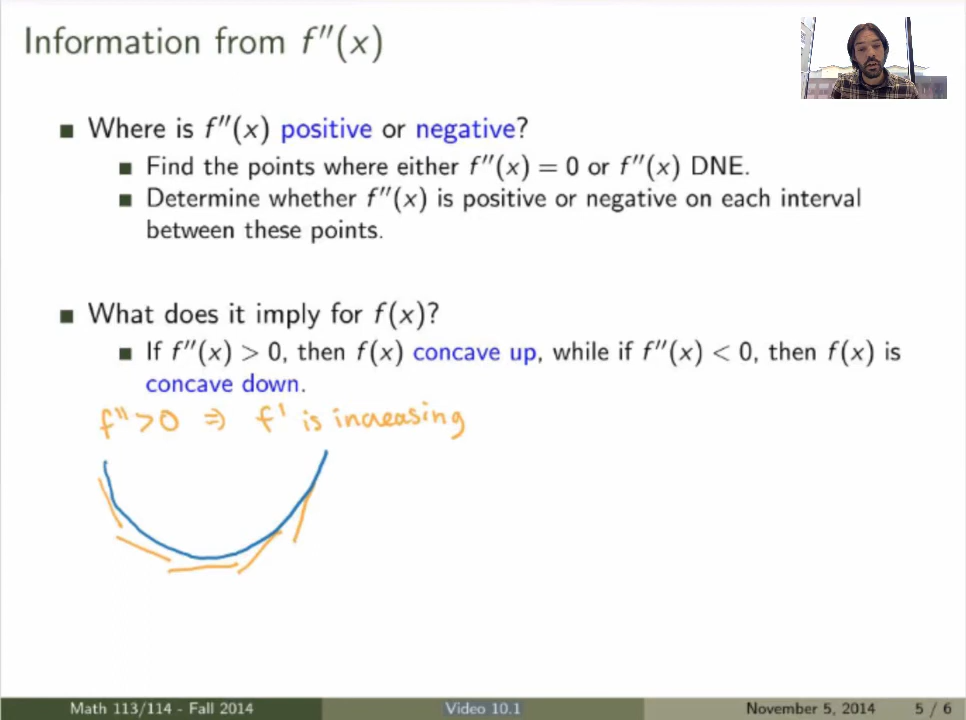 Information from f″(x)
Where is f″(x) positive or negative?
Find the points where either f″(x) = 0 or f″(x) DNE.
Determine whether f″(x) is positive or negative on each interval
between these points.
What does it imply for f(x)?
If f″(x) > 0, then f(x) concave up, while if f″(x) < 0, then f(x) is
concave down.
f″ > 0 ⇒ f′ is increasing
Math 113/114 - Fall 2014 Video 10.1 November 5, 2014 5 / 6